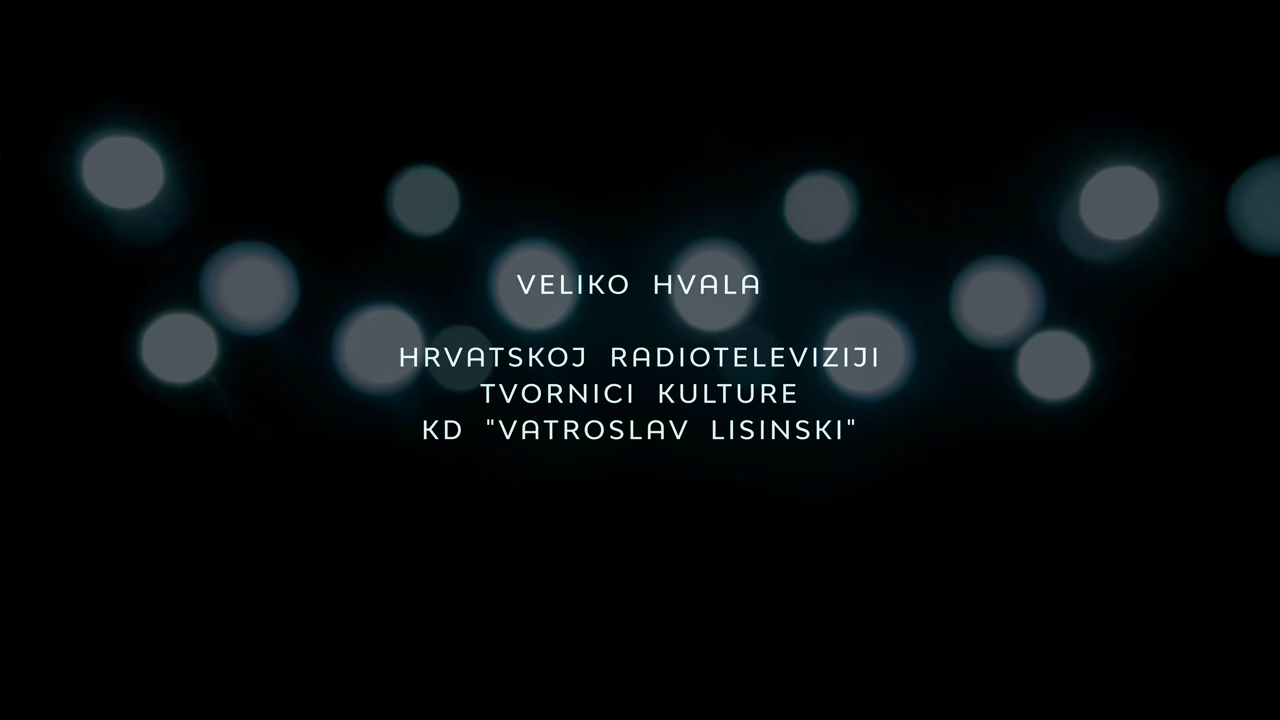 VELIKO HVALA
HRVATSKOJ RADIOTELEVIZIJI
TVORNICI KULTURE
KD "VATROSLAV LISINSKI"